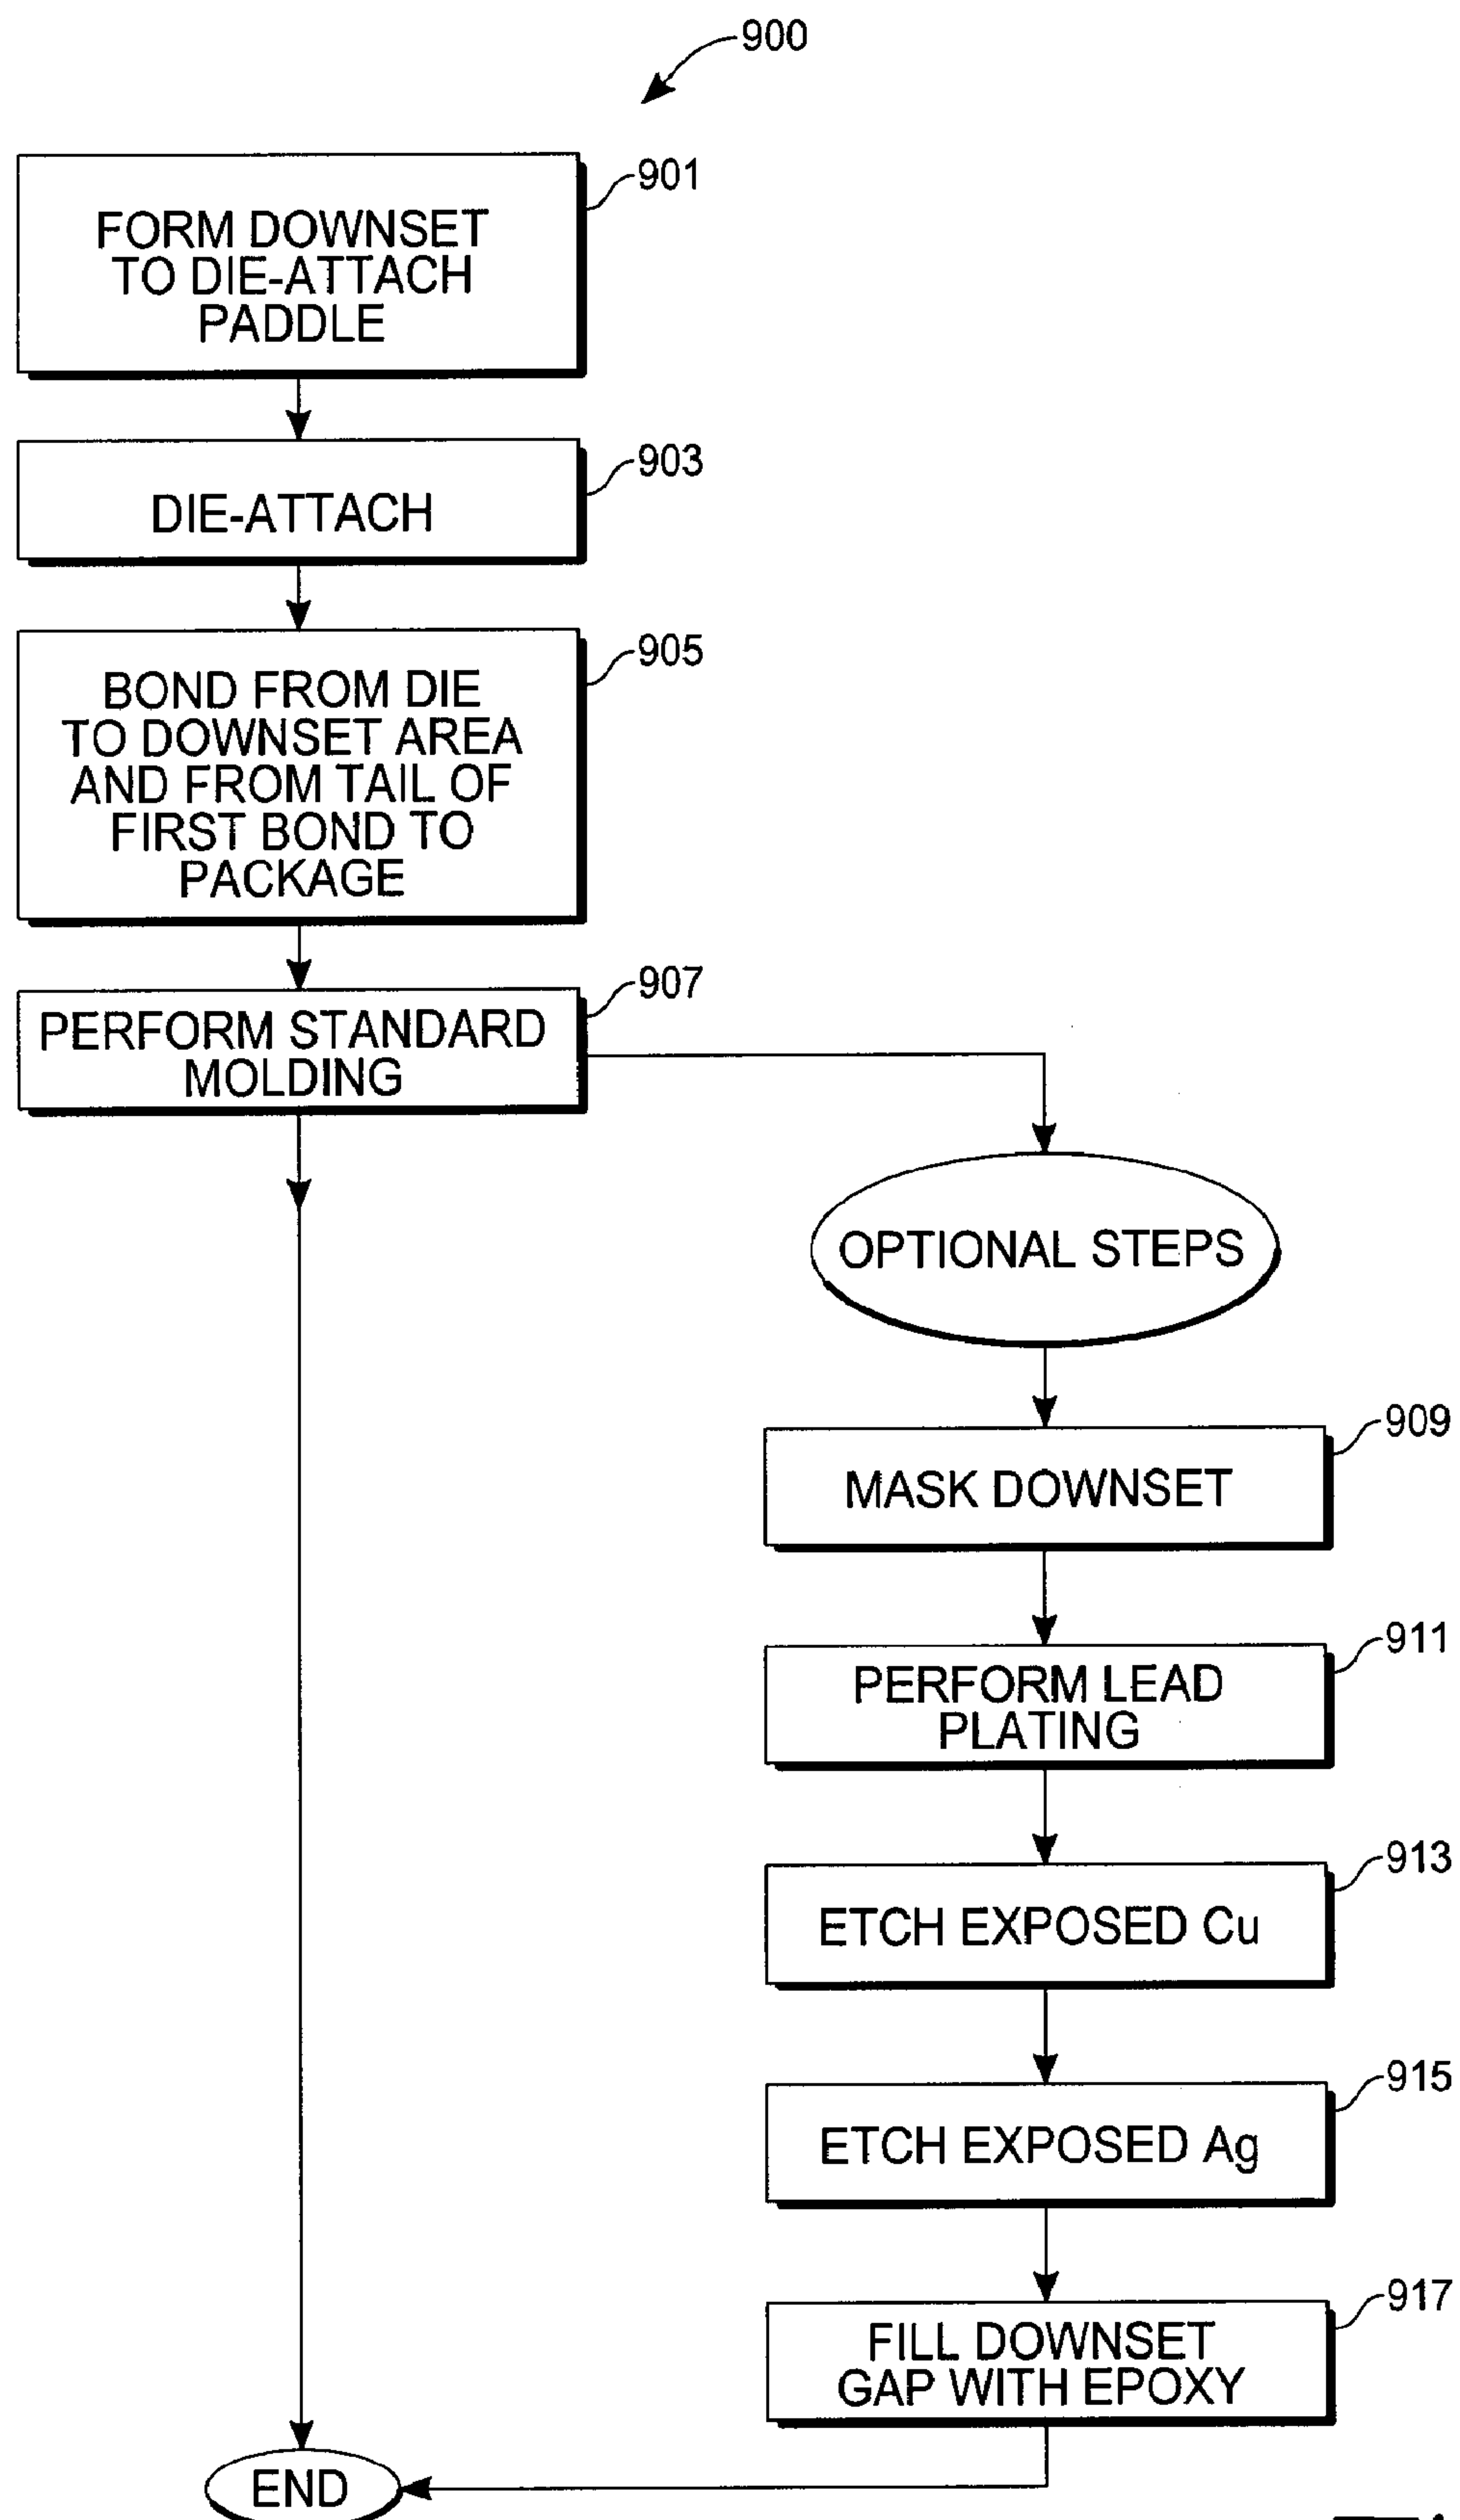 900
901
FORM DOWNSET
TO DIE-ATTACH
PADDLE
903
DIE-ATTACH
905
BOND FROM DIE
TO DOWNSET AREA
AND FROM TAIL OF
FIRST BOND TO
PACKAGE
907
PERFORM STANDARD
MOLDING
OPTIONAL STEPS
909
MASK DOWNSET
911
PERFORM LEAD
PLATING
913
ETCH EXPOSED Cu
915
ETCH EXPOSED Ag
917
FILL DOWNSET
GAP WITH EPOXY
END